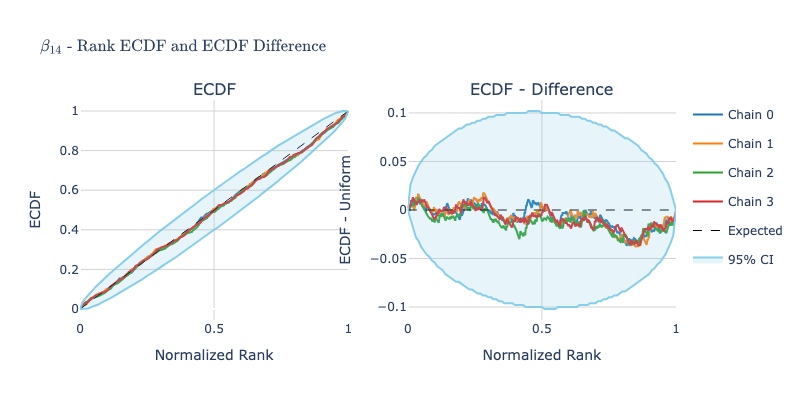 β₁₄ - Rank ECDF and ECDF Difference
ECDF
ECDF - Difference
ECDF
1
0.8
0.6
0.4
0.2
0
0
0.5
1
Normalized Rank
ECDF - Uniform
0.1
0.05
0
−0.05
−0.1
0
0.5
1
Normalized Rank
Chain 0
Chain 1
Chain 2
Chain 3
Expected
95% CI